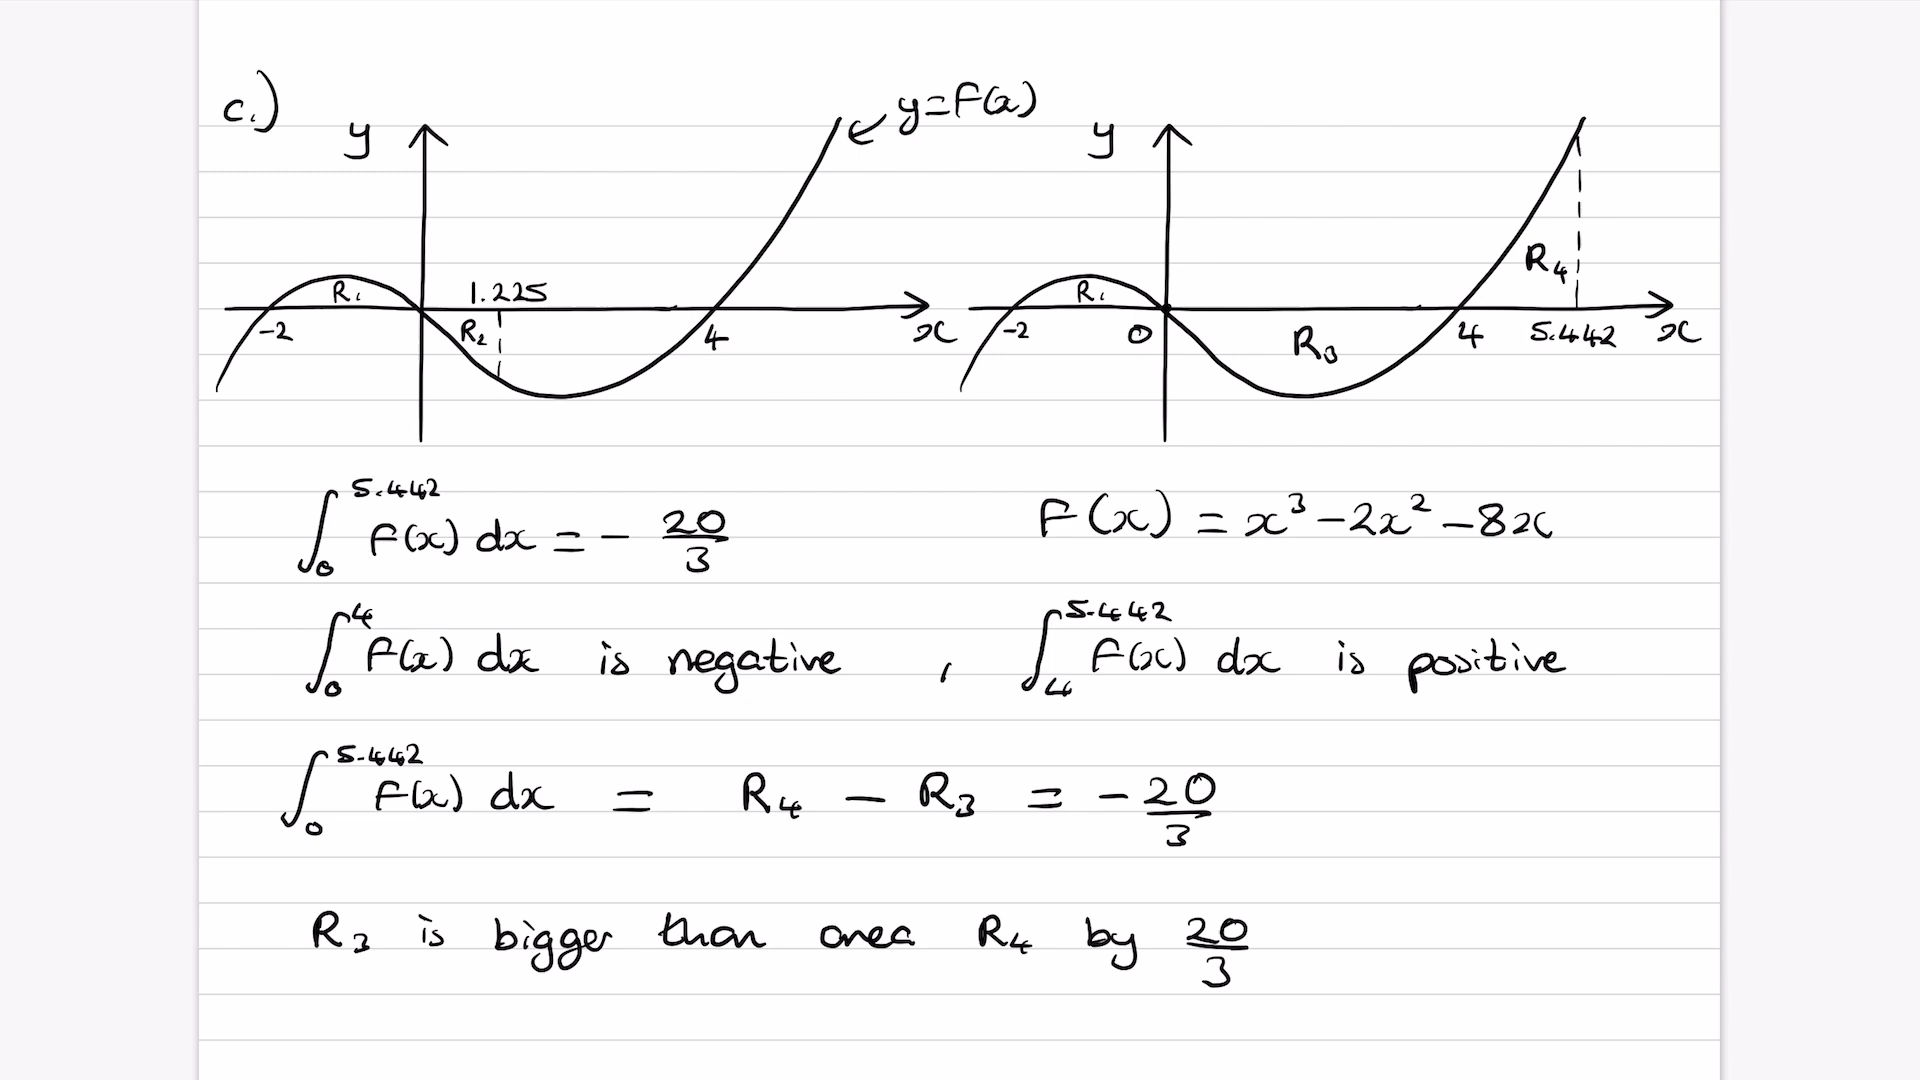 c.)
y y=f(x) y
R₁ 1.225 R₁ R₄
-2 R₂ 4 x -2 0 R₃ 4 5.442 x
∫₀^5.442 f(x) dx = - 20/3 f(x) = x³ - 2x² - 8x
∫₀^4 f(x) dx is negative , ∫₄^5.442 f(x) dx is positive
∫₀^5.442 f(x) dx = R₄ - R₃ = - 20/3
R₃ is bigger than area R₄ by 20/3